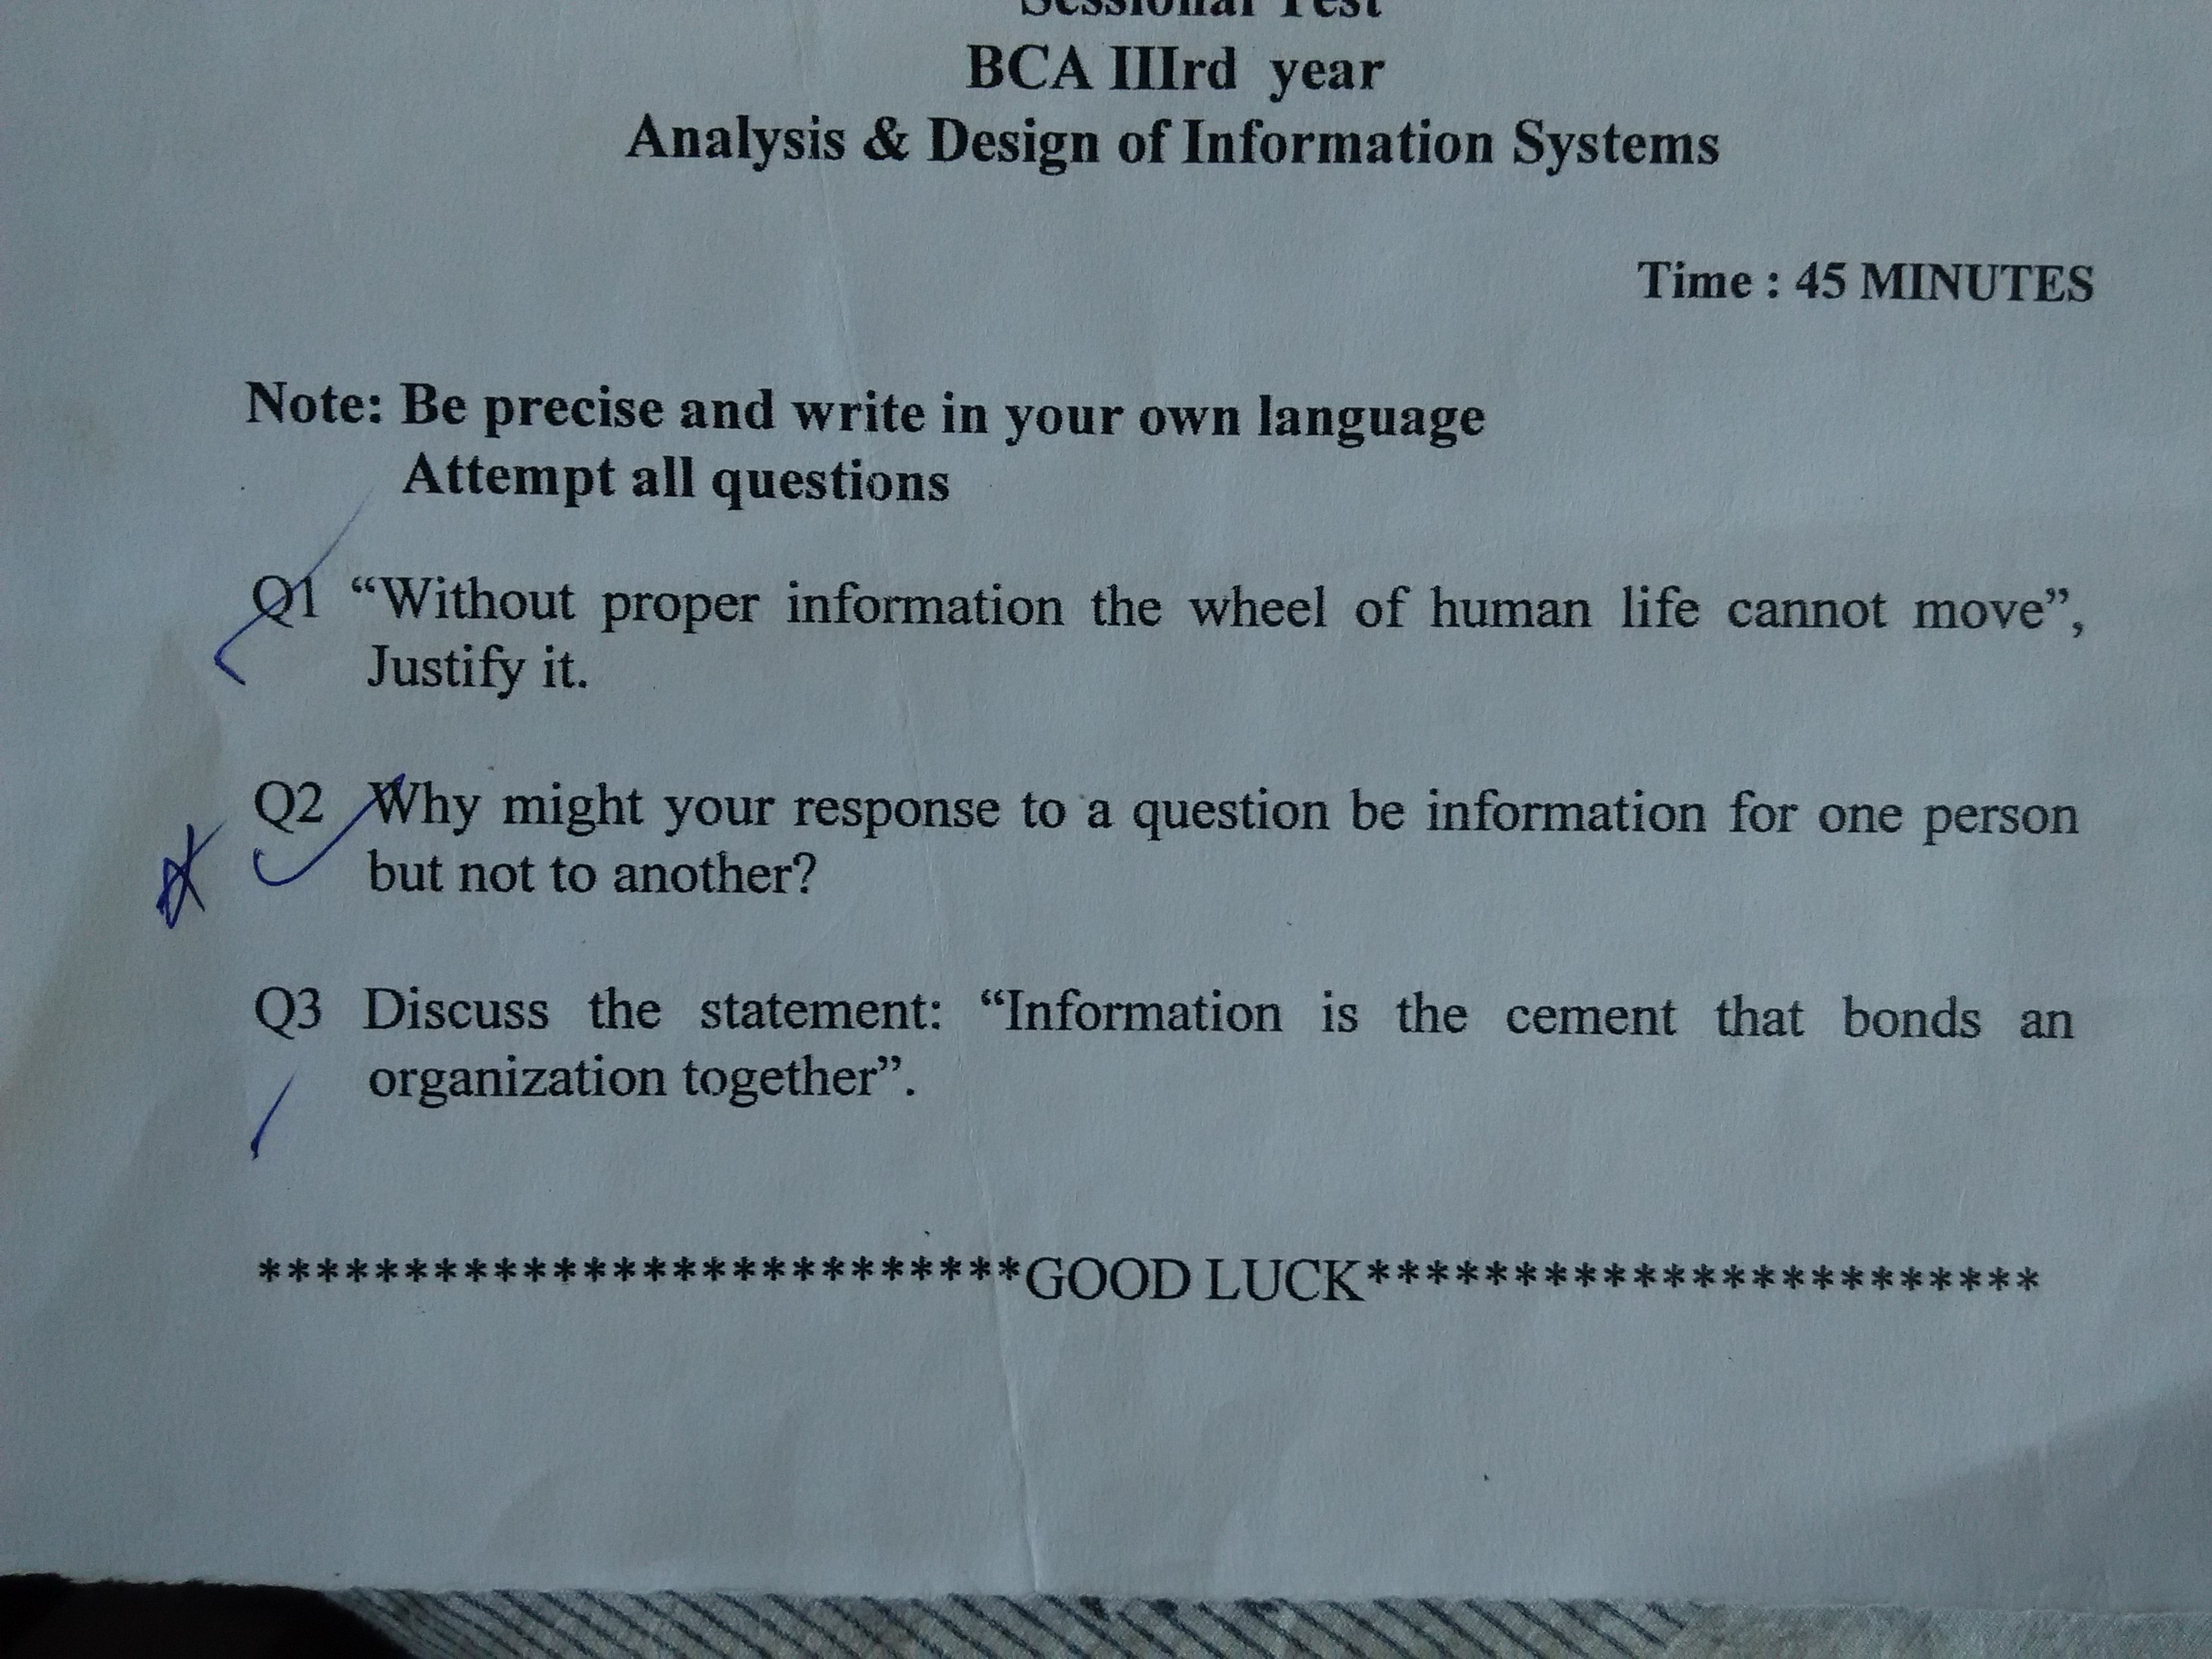 Sessional Test
BCA IIIrd year
Analysis & Design of Information Systems
Time : 45 MINUTES
Note: Be precise and write in your own language
Attempt all questions
Q1 “Without proper information the wheel of human life cannot move”,
Justify it.
Q2 Why might your response to a question be information for one person
but not to another?
Q3 Discuss the statement: “Information is the cement that bonds an
organization together”.
**************************GOOD LUCK***********************